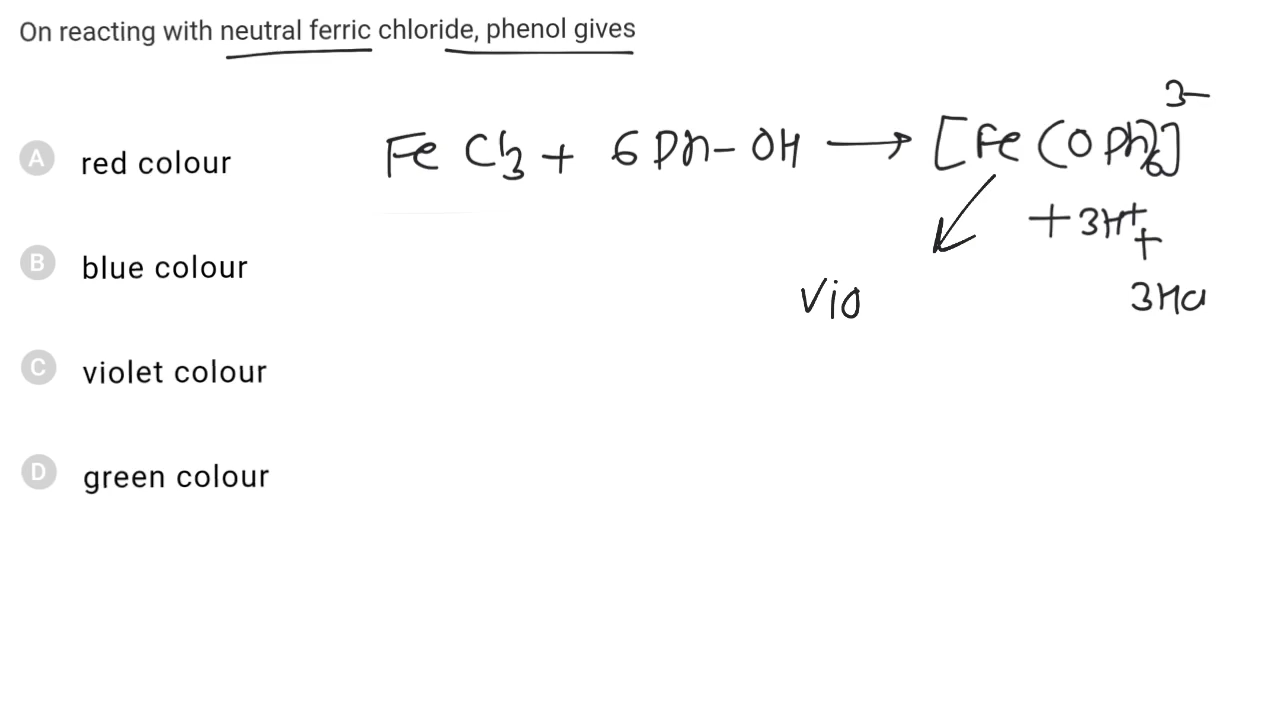 On reacting with neutral ferric chloride, phenol gives
FeCl3 + 6Ph-OH → [Fe(OPh)6]3-
+ 3H+
+
3HCl
Vio
A red colour
B blue colour
C violet colour
D green colour